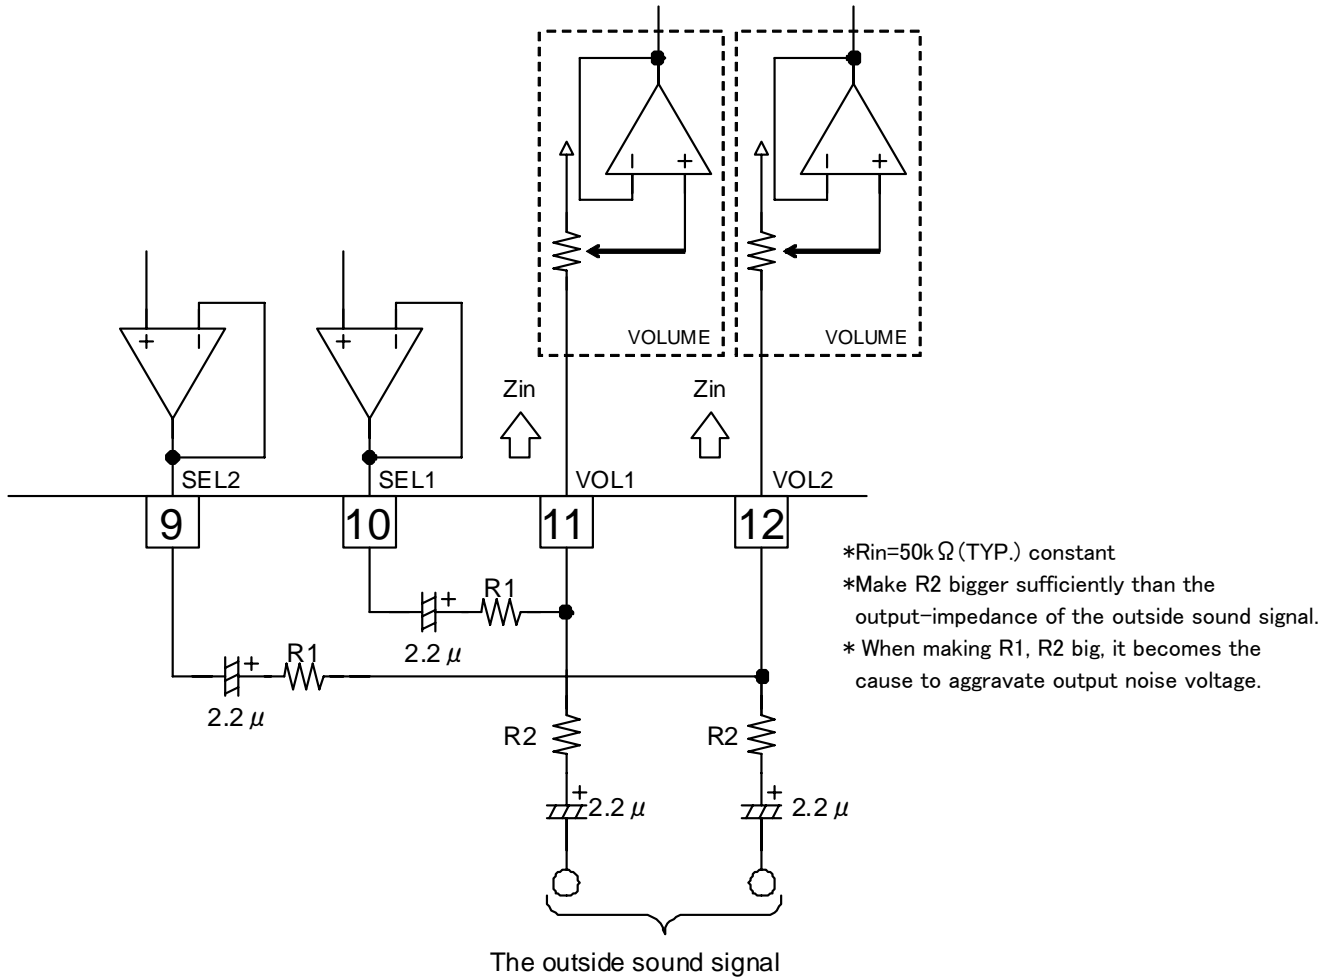 VOLUME
VOLUME
Zin
Zin
SEL2
SEL1
VOL1
VOL2
9
10
11
12
*Rin=50kΩ(TYP.) constant
*Make R2 bigger sufficiently than the
output-impedance of the outside sound signal.
* When making R1, R2 big, it becomes the
cause to aggravate output noise voltage.
R1
2.2μ
R1
2.2μ
R2
R2
2.2μ
2.2μ
The outside sound signal